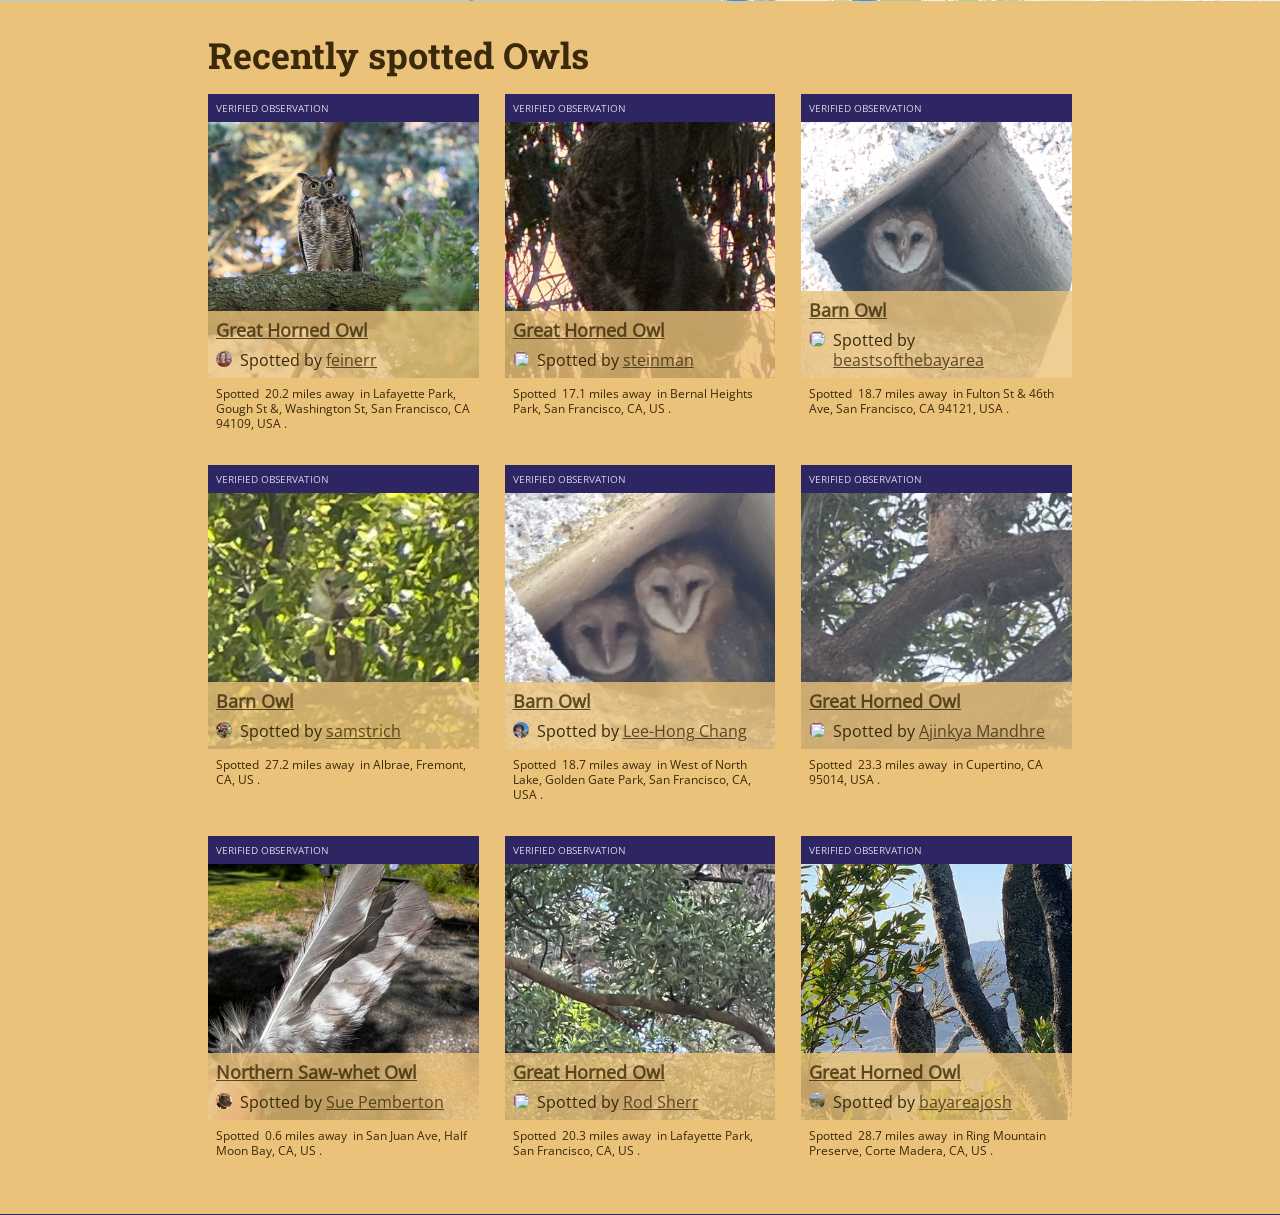 Recently spotted Owls
VERIFIED OBSERVATION
Great Horned Owl
Spotted by feinerr
Spotted 20.2 miles away in Lafayette Park,
Gough St &, Washington St, San Francisco, CA
94109, USA .
VERIFIED OBSERVATION
Great Horned Owl
Spotted by steinman
Spotted 17.1 miles away in Bernal Heights
Park, San Francisco, CA, US .
VERIFIED OBSERVATION
Barn Owl
Spotted by
beastsofthebayarea
Spotted 18.7 miles away in Fulton St & 46th
Ave, San Francisco, CA 94121, USA .
VERIFIED OBSERVATION
Barn Owl
Spotted by samstrich
Spotted 27.2 miles away in Albrae, Fremont,
CA, US .
VERIFIED OBSERVATION
Barn Owl
Spotted by Lee-Hong Chang
Spotted 18.7 miles away in West of North
Lake, Golden Gate Park, San Francisco, CA,
USA .
VERIFIED OBSERVATION
Great Horned Owl
Spotted by Ajinkya Mandhre
Spotted 23.3 miles away in Cupertino, CA
95014, USA .
VERIFIED OBSERVATION
Northern Saw-whet Owl
Spotted by Sue Pemberton
Spotted 0.6 miles away in San Juan Ave, Half
Moon Bay, CA, US .
VERIFIED OBSERVATION
Great Horned Owl
Spotted by Rod Sherr
Spotted 20.3 miles away in Lafayette Park,
San Francisco, CA, US .
VERIFIED OBSERVATION
Great Horned Owl
Spotted by bayareajosh
Spotted 28.7 miles away in Ring Mountain
Preserve, Corte Madera, CA, US .